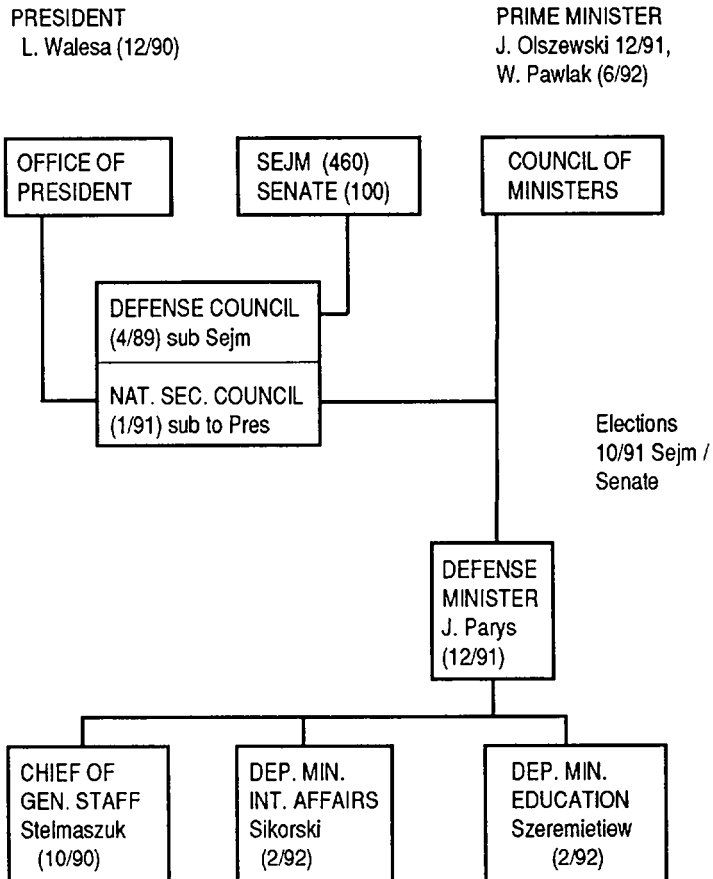 PRESIDENT
L. Walesa (12/90)
PRIME MINISTER
J. Olszewski 12/91,
W. Pawlak (6/92)
OFFICE OF
PRESIDENT
SEJM (460)
SENATE (100)
COUNCIL OF
MINISTERS
DEFENSE COUNCIL
(4/89) sub Sejm
NAT. SEC. COUNCIL
(1/91) sub to Pres
Elections
10/91 Sejm /
Senate
DEFENSE
MINISTER
J. Parys
(12/91)
CHIEF OF
GEN. STAFF
Stelmaszuk
(10/90)
DEP. MIN.
INT. AFFAIRS
Sikorski
(2/92)
DEP. MIN.
EDUCATION
Szeremietiew
(2/92)